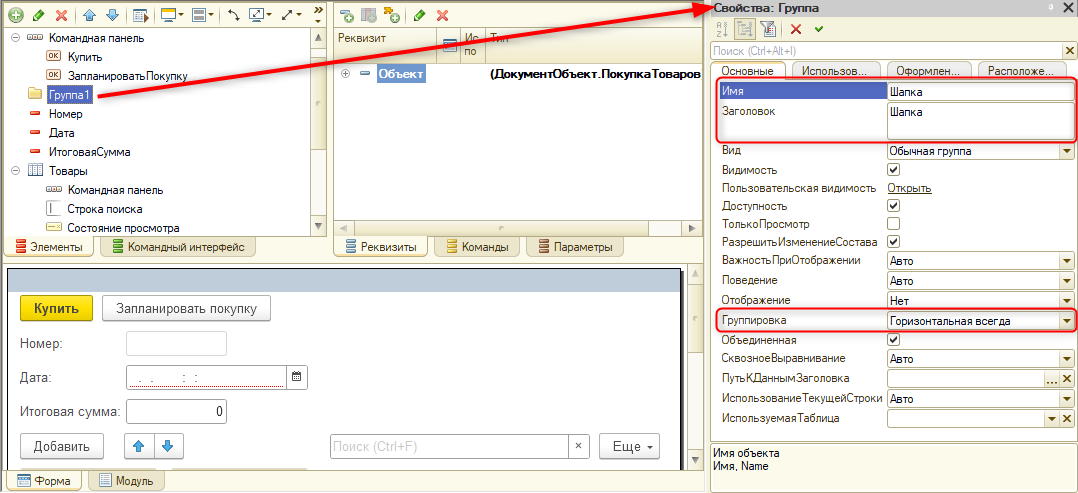 Командная панель
OK Купить
OK ЗапланироватьПокупку
Группа1
Номер
Дата
ИтоговаяСумма
Товары
Командная панель
Строка поиска
Состояние просмотра
Элементы
Командный интерфейс
Реквизит
Ис
по
Тип
Объект
(ДокументОбъект.ПокупкаТоваров
Реквизиты
Команды
Параметры
Купить
Запланировать покупку
Номер:
Дата:
. . : :
Итоговая сумма:
0
Добавить
Поиск (Ctrl+F)
×
Еще
Форма
Модуль
Свойства: Группа
Поиск (Ctrl+Alt+I)
Основные
Использов...
Оформлен...
Расположе...
Имя Шапка
Заголовок Шапка
Вид Обычная группа
Видимость
Пользовательская видимость Открыть
Доступность
ТолькоПросмотр
РазрешитьИзменениеСостава
ВажностьПриОтображении Авто
Поведение Авто
Отображение Нет
Группировка Горизонтальная всегда
Объединенная
СквозноеВыравнивание Авто
ПутьКДаннымЗаголовка ...
ИспользованиеТекущейСтроки Авто
ИспользуемаяТаблица
Имя объекта
Имя, Name